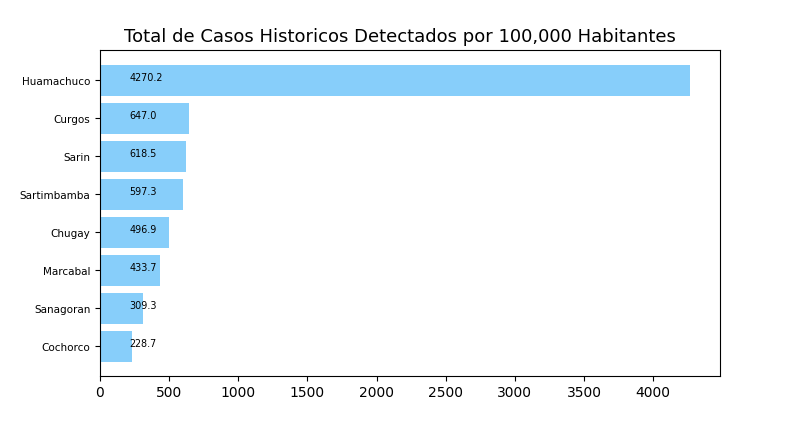 Total de Casos Historicos Detectados por 100,000 Habitantes
Huamachuco 4270.2
Curgos 647.0
Sarin 618.5
Sartimbamba 597.3
Chugay 496.9
Marcabal 433.7
Sanagoran 309.3
Cochorco 228.7
0 500 1000 1500 2000 2500 3000 3500 4000